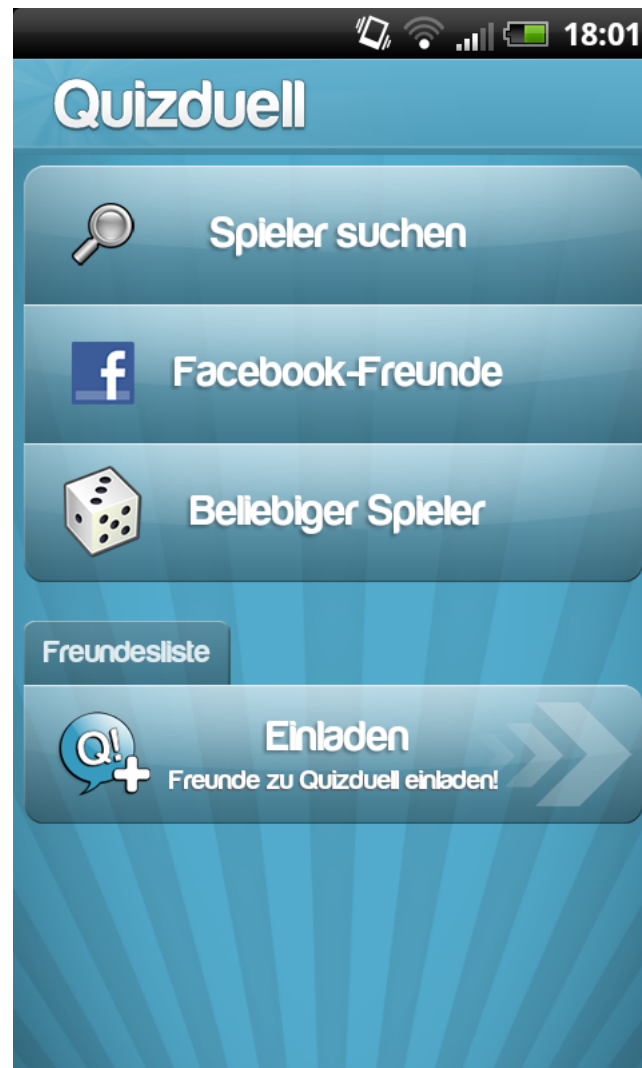 18:01
Quizduell
Spieler suchen
f
Facebook-Freunde
Beliebiger Spieler
Freundesliste
Q!
Einladen
Freunde zu Quizduell einladen!